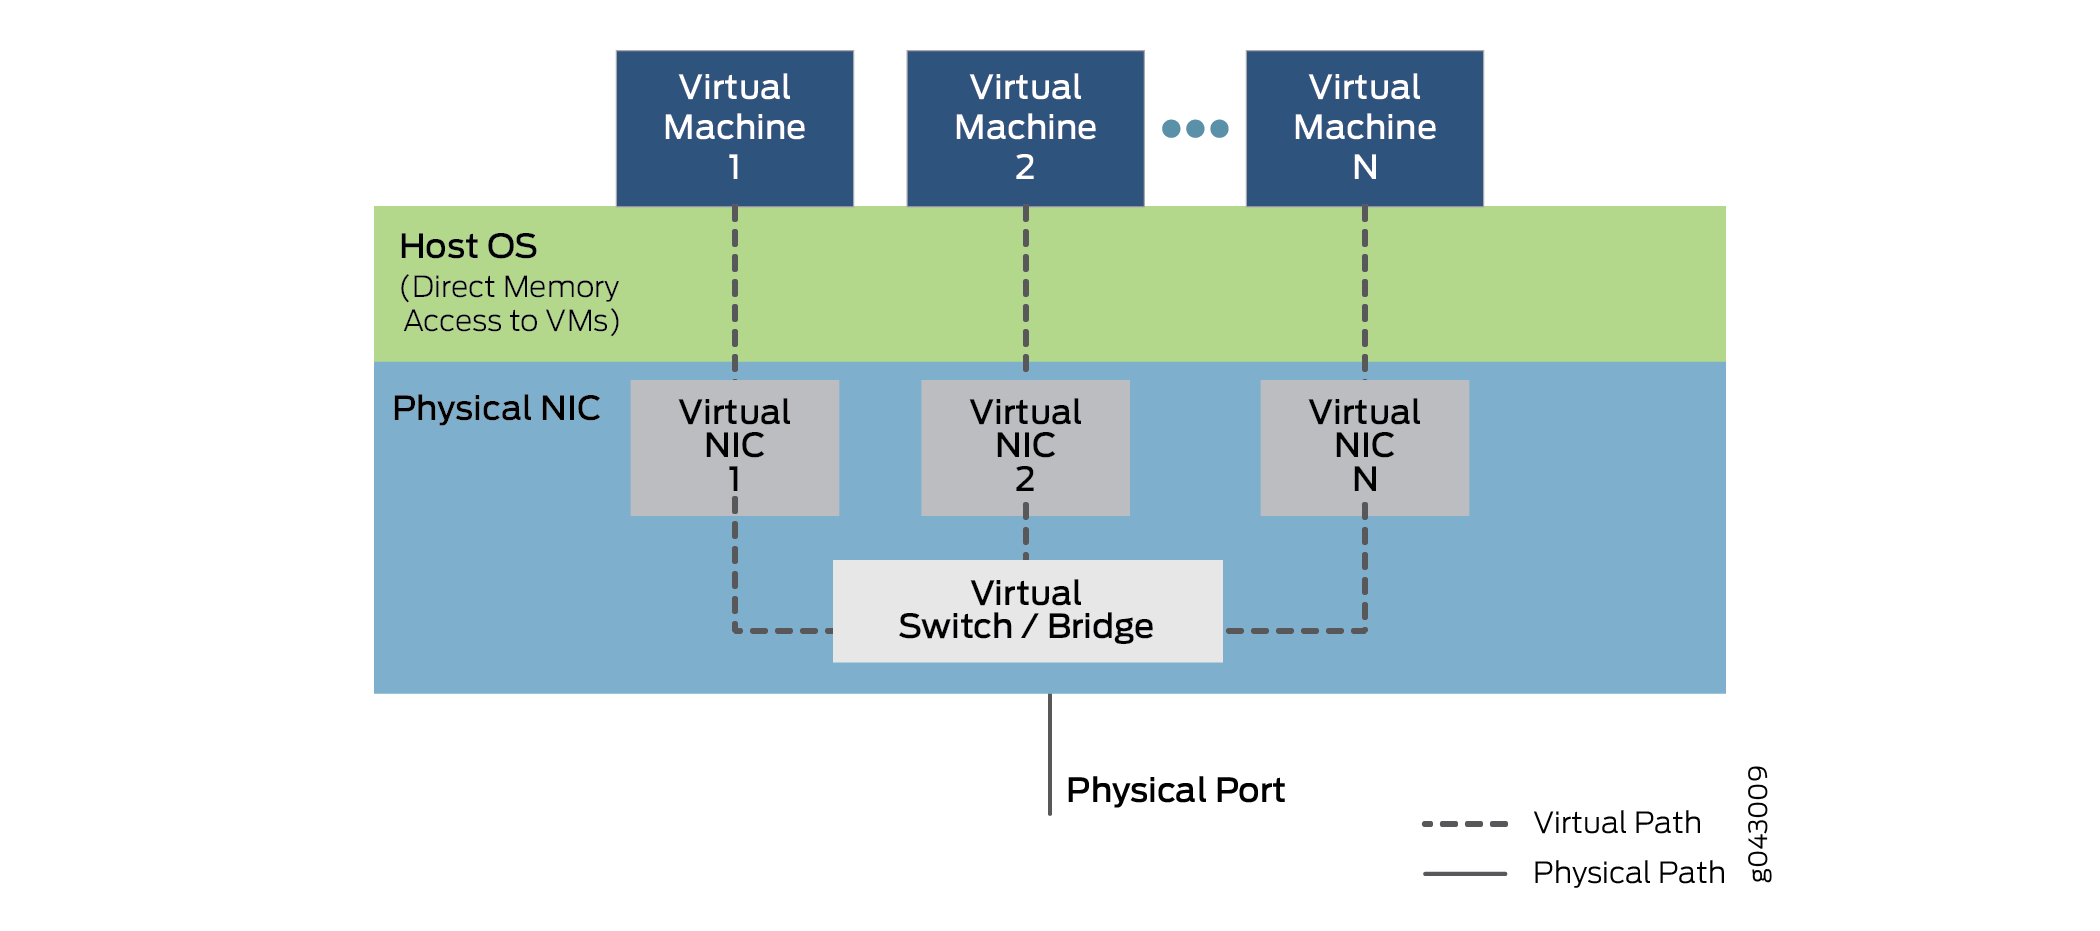 Virtual
Machine
1
Virtual
Machine
2
Virtual
Machine
N
Host OS
(Direct Memory
Access to VMs)
Physical NIC
Virtual
NIC
1
Virtual
NIC
2
Virtual
NIC
N
Virtual
Switch / Bridge
Physical Port
Virtual Path
Physical Path
g043009